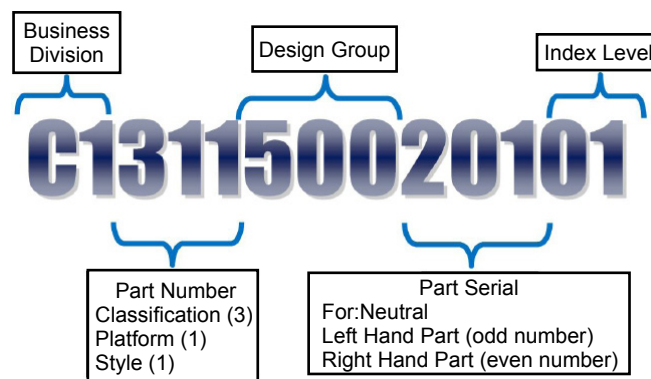 Business
Division
Design Group
Index Level
C131150020101
Part Number
Classification (3)
Platform (1)
Style (1)
Part Serial
For:Neutral
Left Hand Part (odd number)
Right Hand Part (even number)